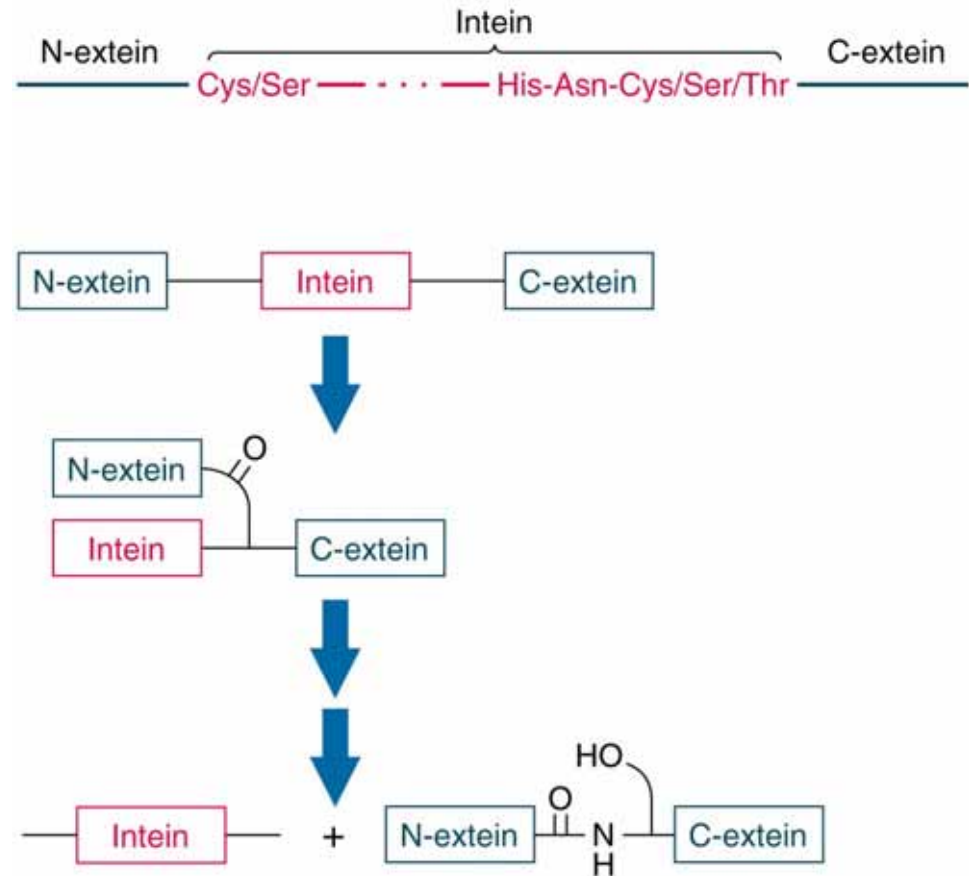 Intein
N-extein
C-extein
Cys/Ser
His-Asn-Cys/Ser/Thr
N-extein
Intein
C-extein
O
N-extein
Intein
C-extein
HO
O
Intein
+
N-extein
N
C-extein
H